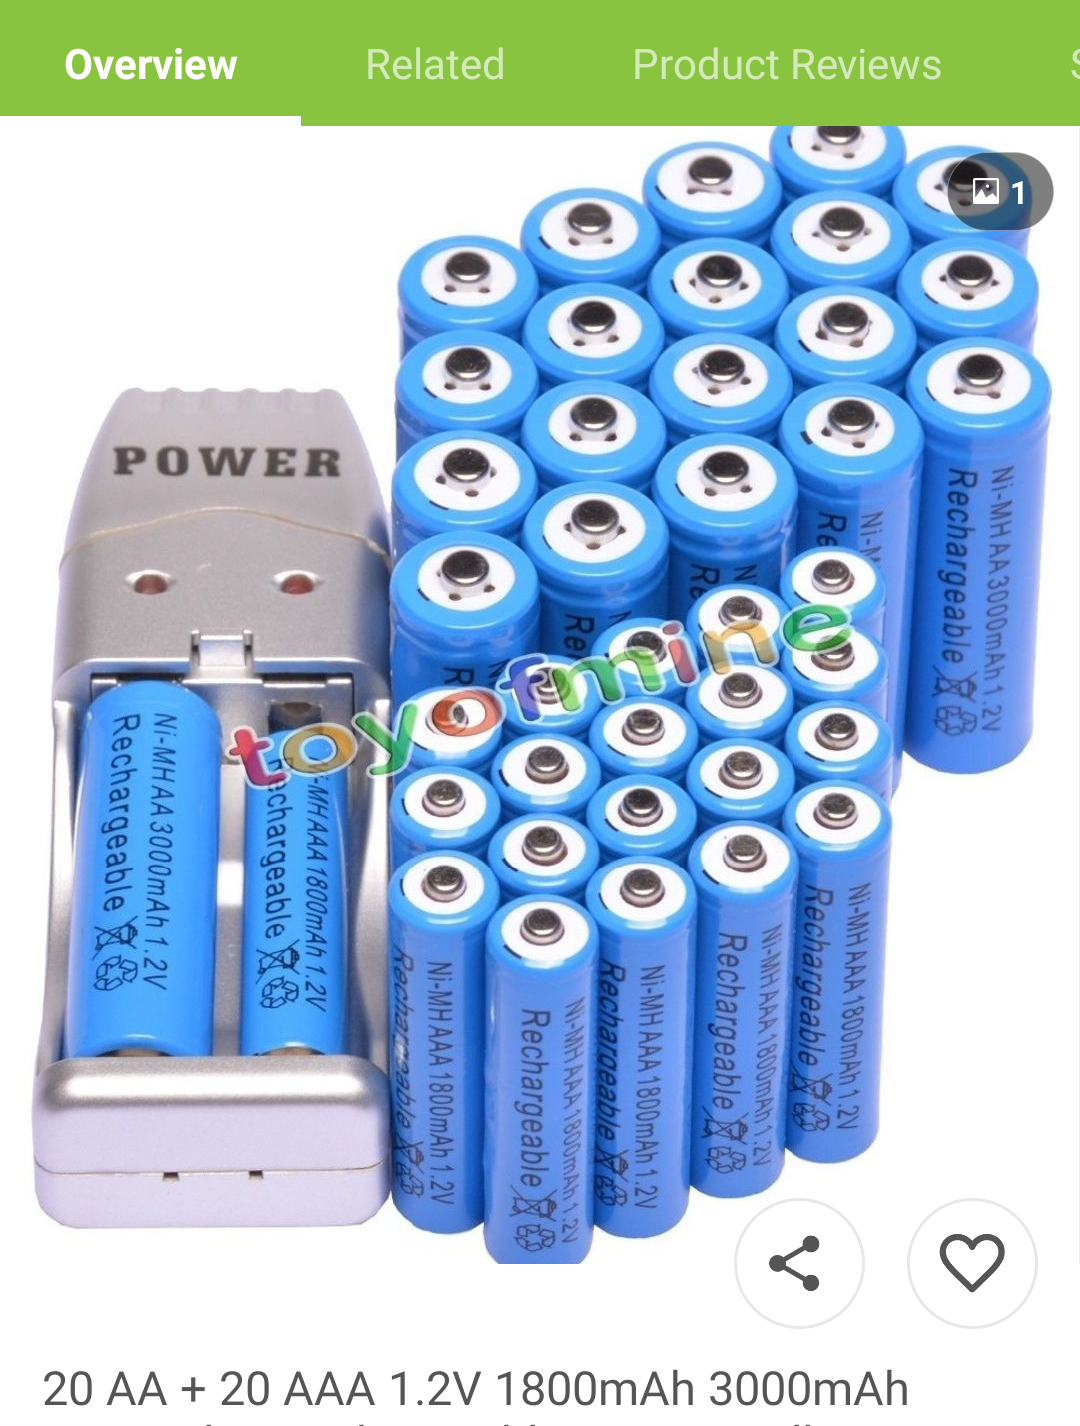 Overview Related Product Reviews
1
POWER
Ni-MH AA 3000mAh 1.2V
Rechargeable
Ni-MH AAA 1800mAh 1.2V
Rechargeable
toyofmine
Ni-MH AA 3000mAh 1.2V
Rechargeable
Ni-MH AAA 1800mAh 1.2V
Rechargeable
Ni-MH AAA 1800mAh 1.2V
Rechargeable
Ni-MH AAA 1800mAh 1.2V
Rechargeable
Ni-MH AAA 1800mAh 1.2V
Rechargeable
Ni-MH AAA 1800mAh 1.2V
Rechargeable
20 AA + 20 AAA 1.2V 1800mAh 3000mAh